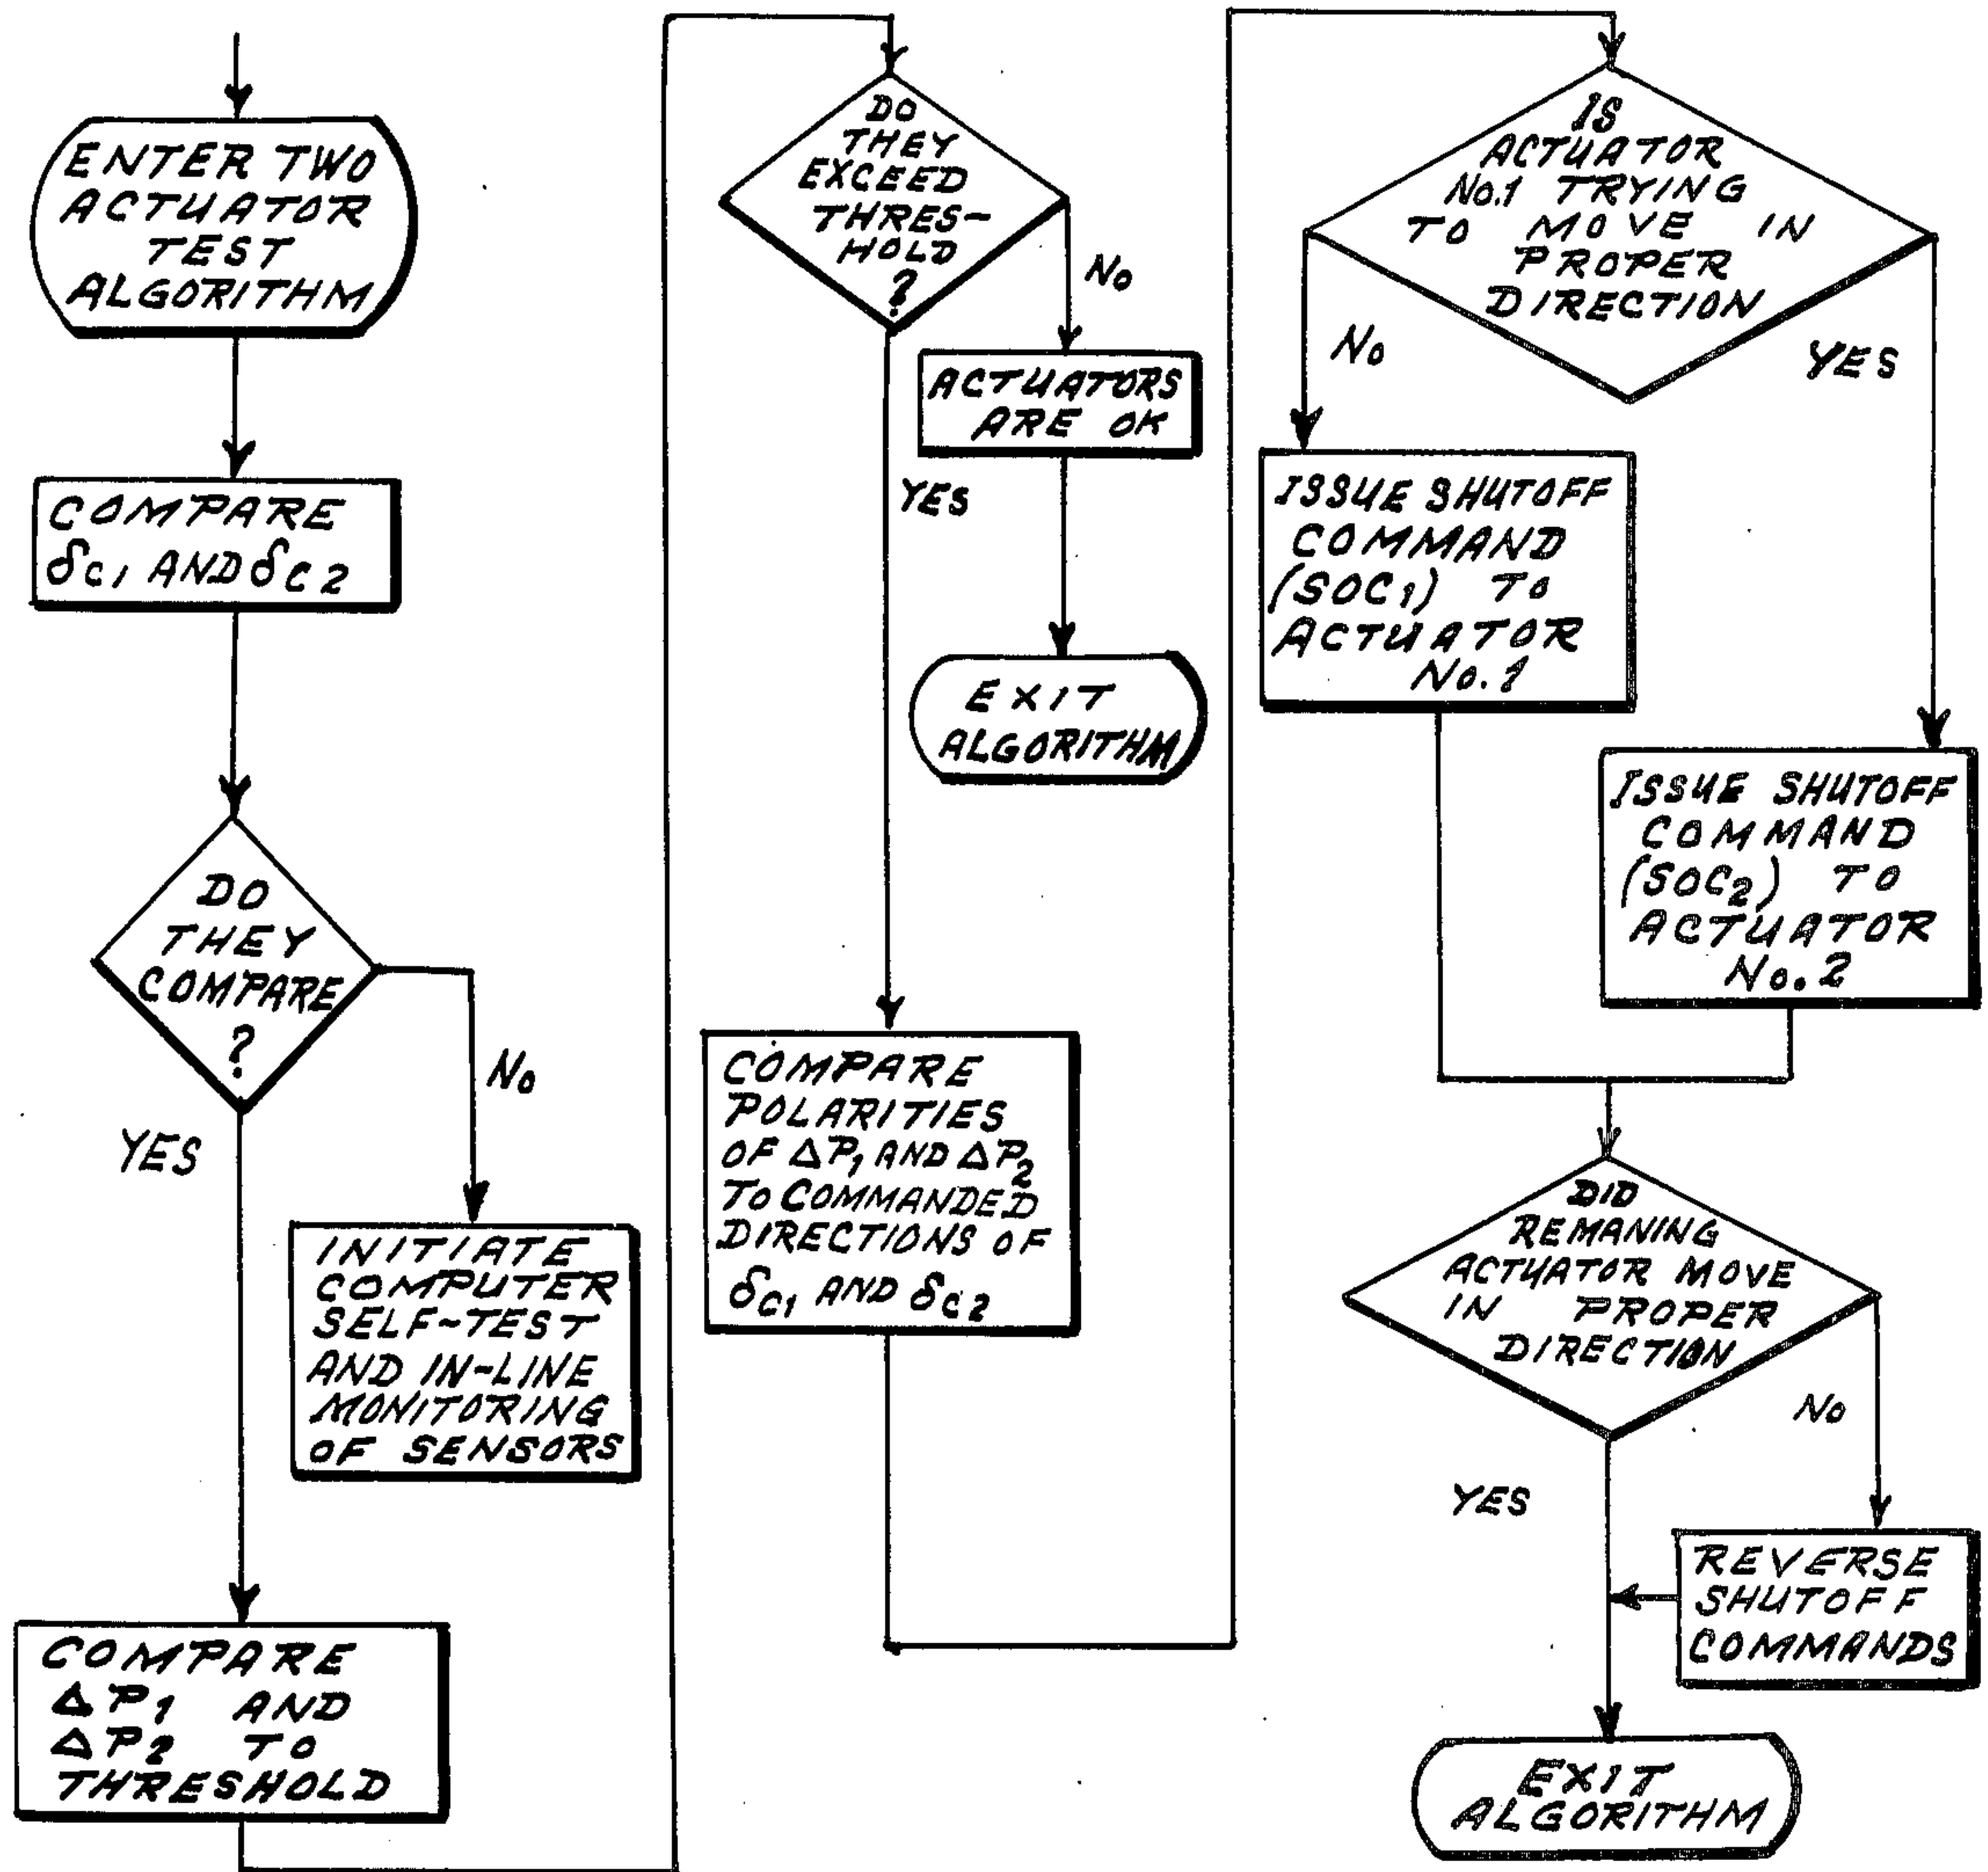 ENTER TWO
ACTUATOR
TEST
ALGORITHM
COMPARE
δC1 AND δC2
DO
THEY
COMPARE
?
NO
YES
INITIATE
COMPUTER
SELF-TEST
AND IN-LINE
MONITORING
OF SENSORS
COMPARE
ΔP1 AND
ΔP2 TO
THRESHOLD
DO
THEY
EXCEED
THRES-
HOLD
?
No
ACTUATORS
ARE OK
YES
EXIT
ALGORITHM
COMPARE
POLARITIES
OF ΔP1 AND ΔP2
TO COMMANDED
DIRECTIONS OF
δC1 AND δC2
IS
ACTUATOR
No.1 TRYING
TO MOVE IN
PROPER
DIRECTION
No
YES
ISSUE SHUTOFF
COMMAND
(SOC1) TO
ACTUATOR
No.1
ISSUE SHUTOFF
COMMAND
(SOC2) TO
ACTUATOR
No.2
DID
REMANING
ACTUATOR MOVE
IN PROPER
DIRECTION
No
YES
REVERSE
SHUTOFF
COMMANDS
EXIT
ALGORITHM